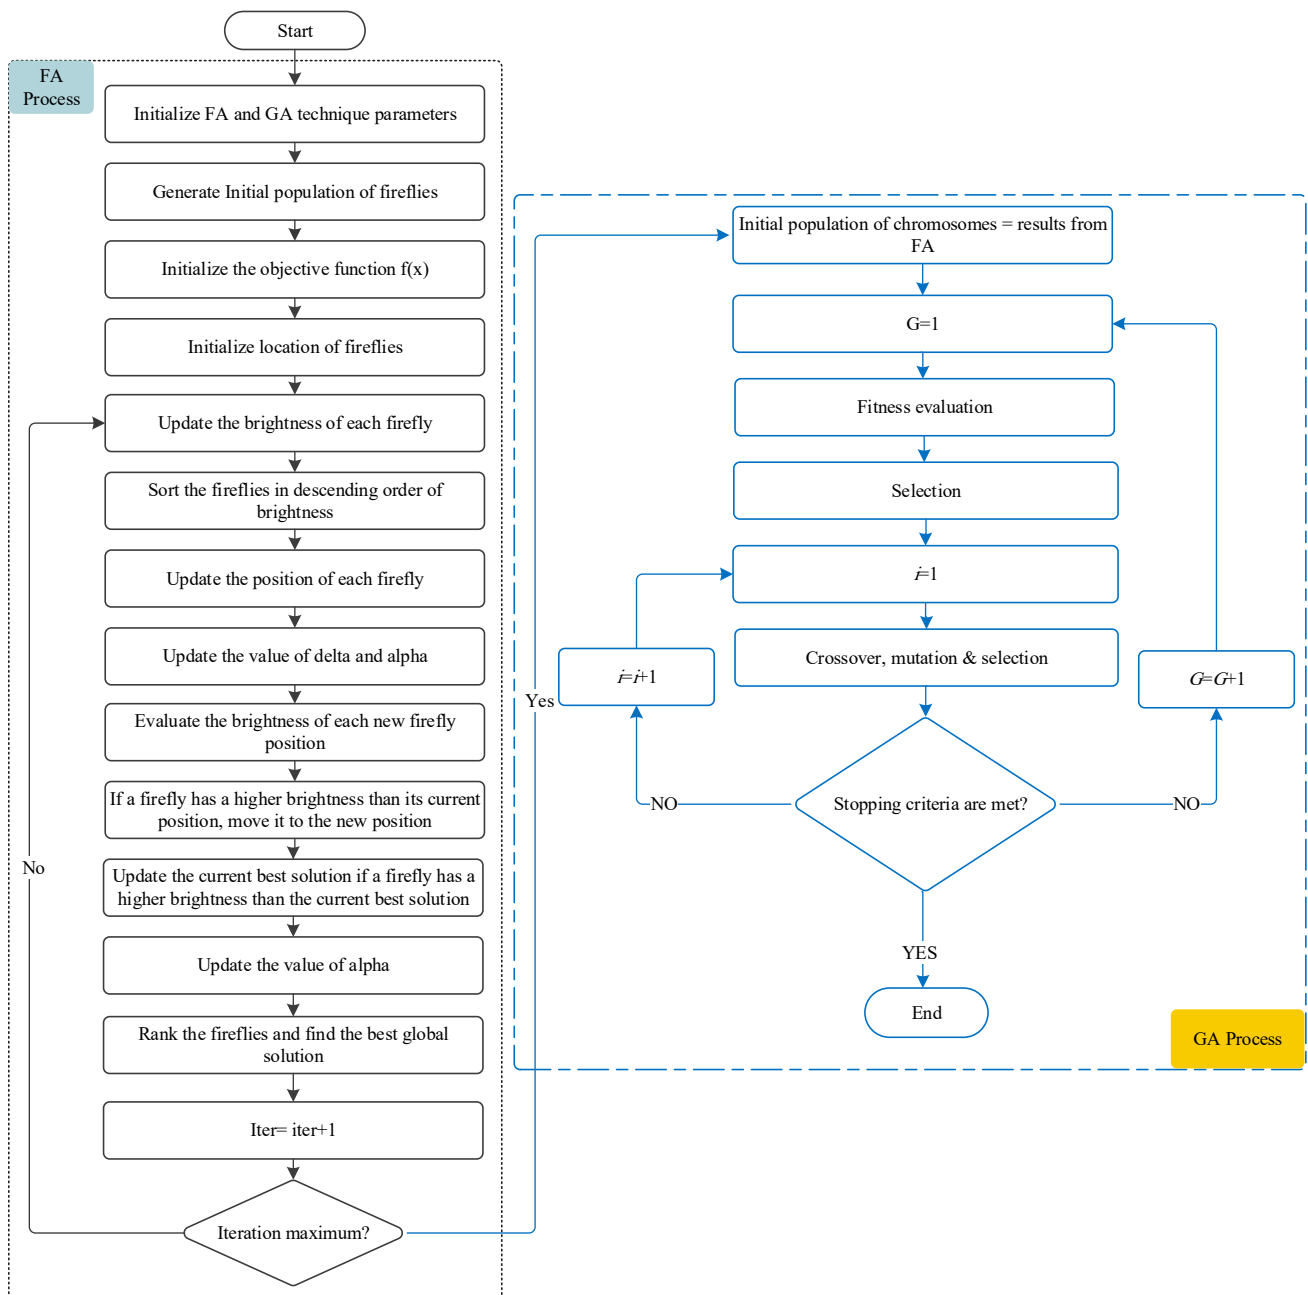 Start
FA
Process
Initialize FA and GA technique parameters
Generate Initial population of fireflies
Initialize the objective function f(x)
Initialize location of fireflies
Update the brightness of each firefly
Sort the fireflies in descending order of
brightness
Update the position of each firefly
Update the value of delta and alpha
Evaluate the brightness of each new firefly
position
If a firefly has a higher brightness than its current
position, move it to the new position
No
Update the current best solution if a firefly has a
higher brightness than the current best solution
Update the value of alpha
Rank the fireflies and find the best global
solution
Iter= iter+1
Iteration maximum?
Yes
Initial population of chromosomes = results from
FA
G=1
Fitness evaluation
Selection
i=1
Crossover, mutation & selection
i=i+1
G=G+1
Stopping criteria are met?
NO
NO
YES
End
GA Process